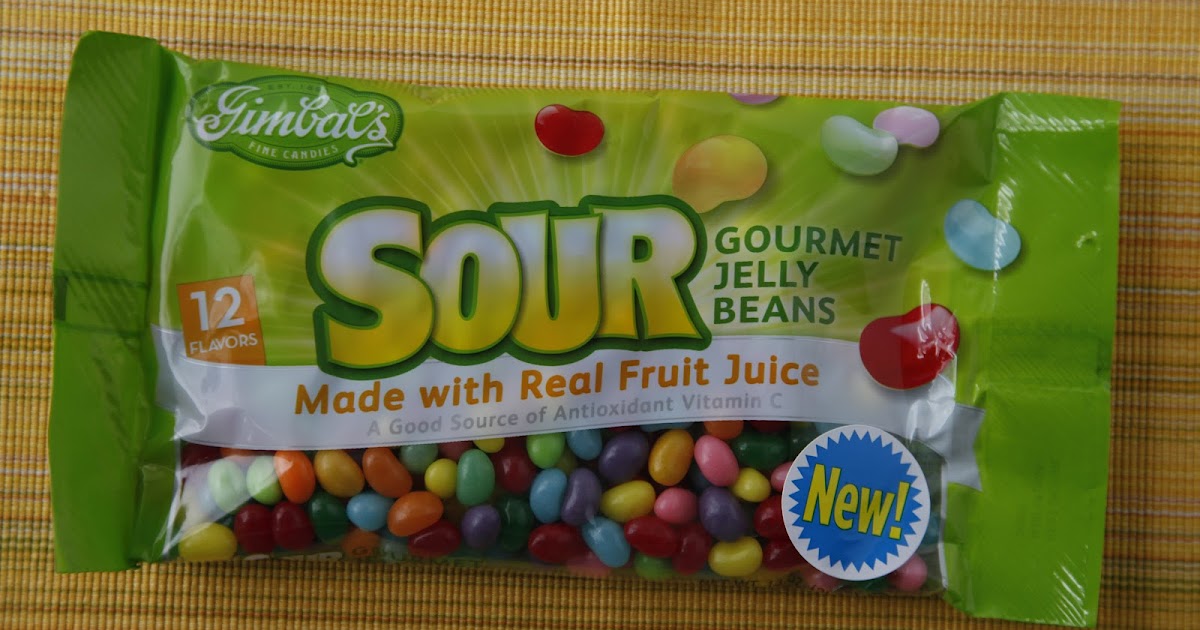 Gimbal's
FINE CANDIES
SOUR
GOURMET
JELLY
BEANS
12
FLAVORS
Made with Real Fruit Juice
A Good Source of Antioxidant Vitamin C
New!